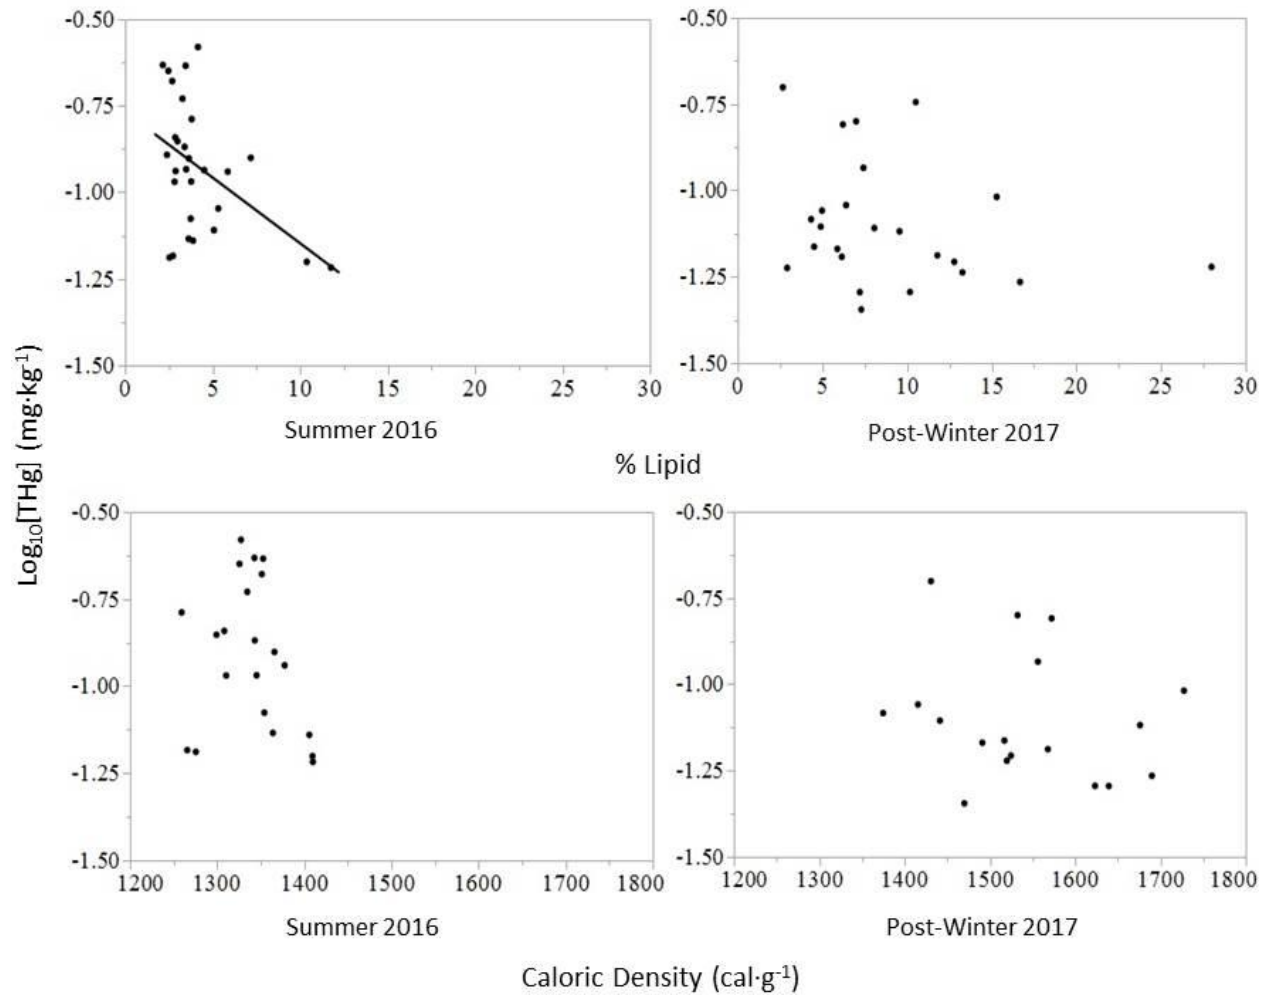 -0.50
-0.75
-1.00
-1.25
-1.50
0 5 10 15 20 25 30
Summer 2016
-0.50
-0.75
-1.00
-1.25
-1.50
0 5 10 15 20 25 30
Post-Winter 2017
% Lipid
Log₁₀[THg] (mg·kg⁻¹)
-0.50
-0.75
-1.00
-1.25
-1.50
1200 1300 1400 1500 1600 1700 1800
Summer 2016
-0.50
-0.75
-1.00
-1.25
-1.50
1200 1300 1400 1500 1600 1700 1800
Post-Winter 2017
Caloric Density (cal·g⁻¹)